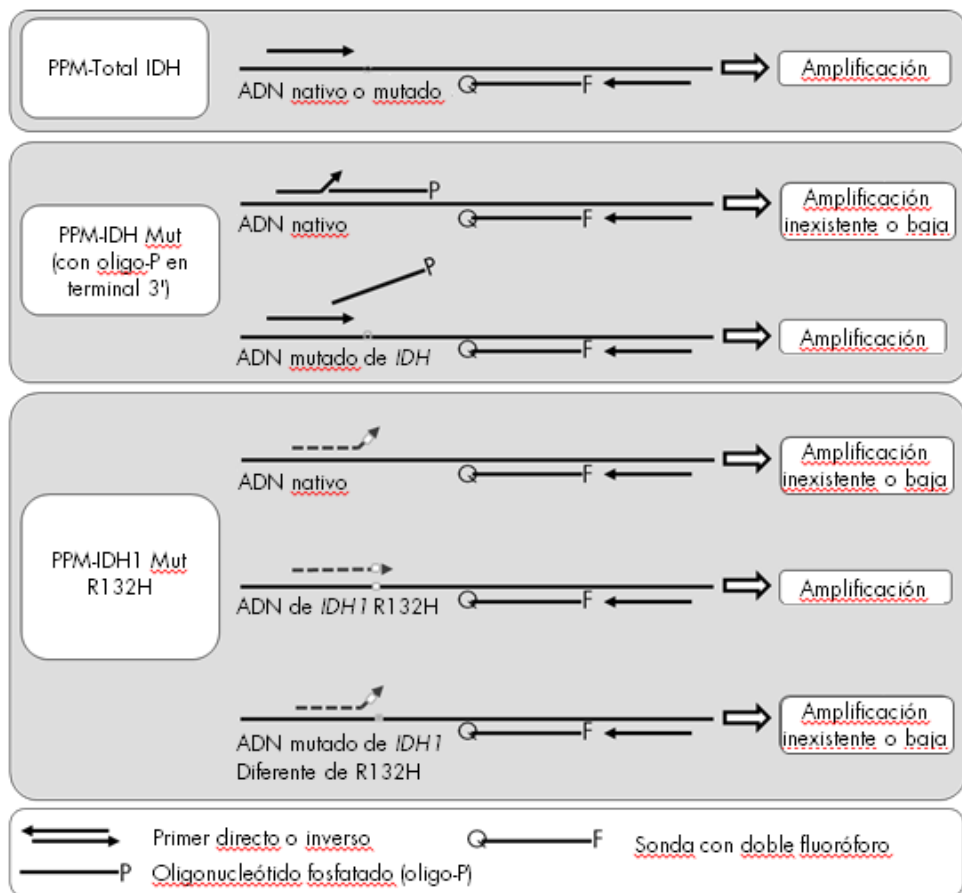 PPM-Total IDH
ADN nativo o mutado
Q
F
Amplificación
PPM-IDH Mut
(con oligo-P en
terminal 3')
P
ADN nativo
Q
F
Amplificación
inexistente o baja
P
ADN mutado de IDH
Q
F
Amplificación
PPM-IDH1 Mut
R132H
ADN nativo
Q
F
Amplificación
inexistente o baja
ADN de IDH1 R132H
Q
F
Amplificación
ADN mutado de IDH1
Diferente de R132H
Q
F
Amplificación
inexistente o baja
Primer directo o inverso
Q
F
Sonda con doble fluoróforo
P
Oligonucleótido fosfatado (oligo-P)